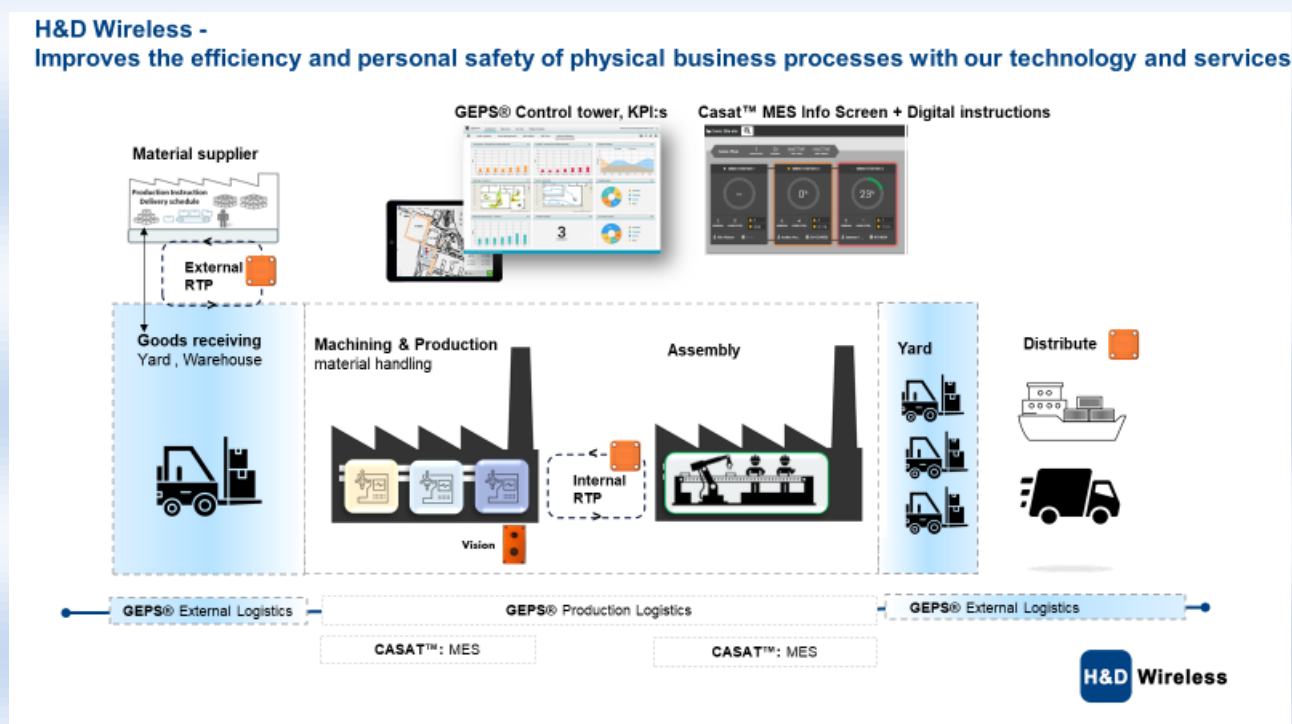 H&D Wireless -
Improves the efficiency and personal safety of physical business processes with our technology and services
GEPS® Control tower, KPI:s
Casat™ MES Info Screen + Digital instructions
Material supplier
Production Instruction
Delivery schedule
3
0%
23%
External
RTP
Goods receiving
Yard , Warehouse
Machining & Production
material handling
Assembly
Yard
Distribute
Internal
RTP
Vision
GEPS® External Logistics
GEPS® Production Logistics
GEPS® External Logistics
CASAT™: MES
CASAT™: MES
H&D Wireless